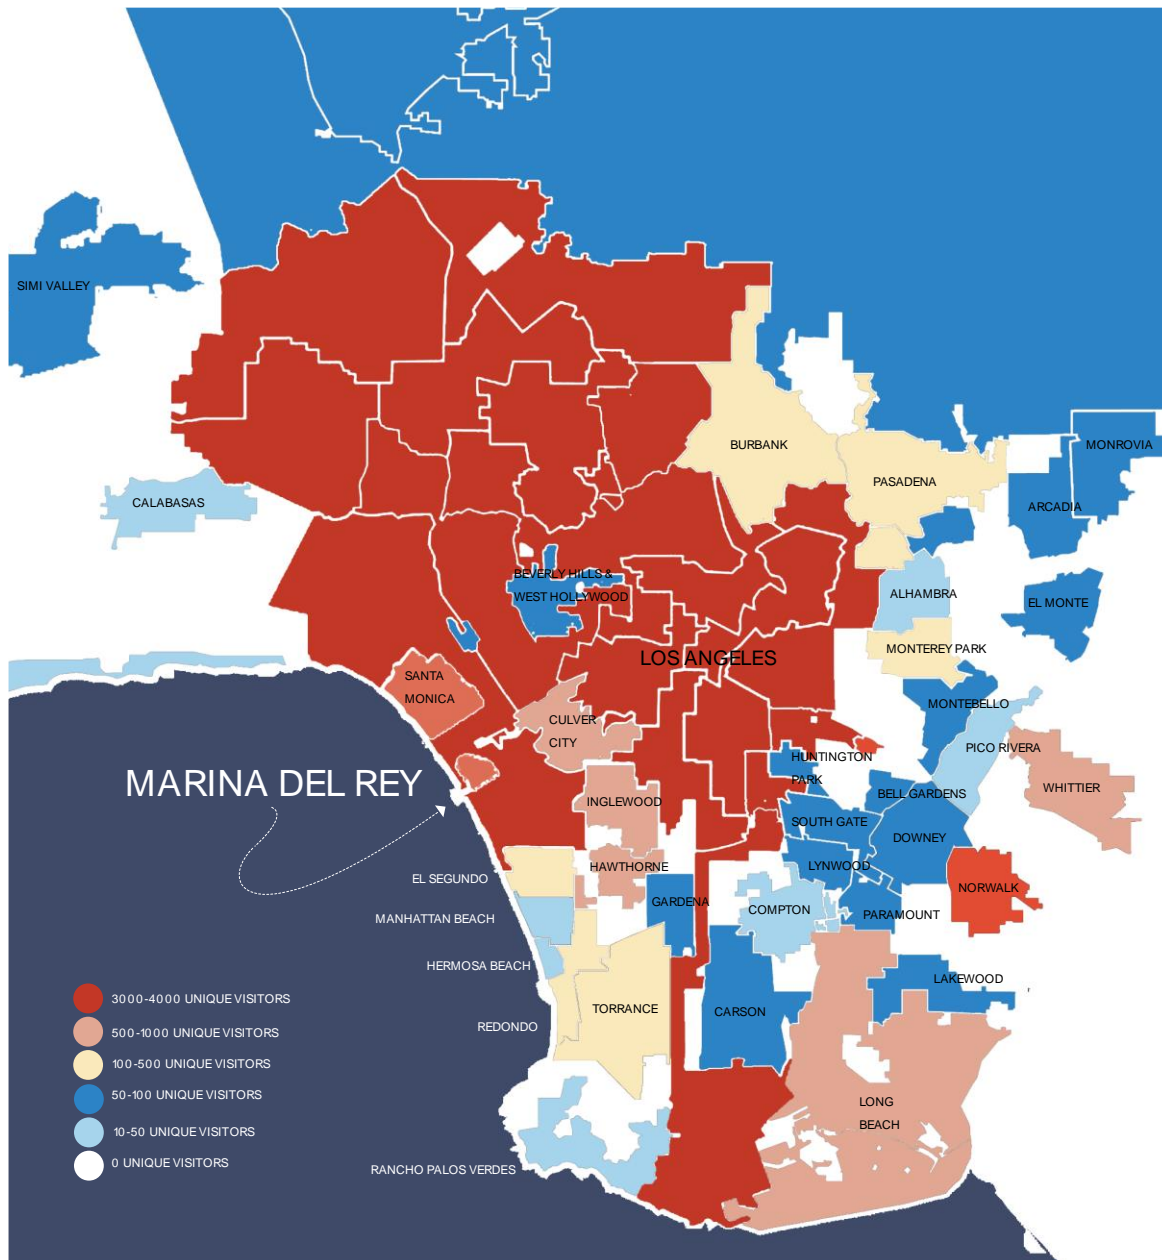 SIMI VALLEY
BURBANK
MONROVIA
PASADENA
CALABASAS
ARCADIA
BEVERLY HILLS &
WEST HOLLYWOOD
ALHAMBRA
EL MONTE
MONTEREY PARK
LOS ANGELES
SANTA
MONICA
MONTEBELLO
CULVER
CITY
PICO RIVERA
HUNTINGTON
PARK
MARINA DEL REY
WHITTIER
BELL GARDENS
INGLEWOOD
SOUTH GATE
DOWNEY
HAWTHORNE
LYNWOOD
EL SEGUNDO
NORWALK
GARDENA
COMPTON
PARAMOUNT
MANHATTAN BEACH
HERMOSA BEACH
LAKEWOOD
TORRANCE
CARSON
REDONDO
LONG
BEACH
RANCHO PALOS VERDES
3000-4000 UNIQUE VISITORS
500-1000 UNIQUE VISITORS
100-500 UNIQUE VISITORS
50-100 UNIQUE VISITORS
10-50 UNIQUE VISITORS
0 UNIQUE VISITORS